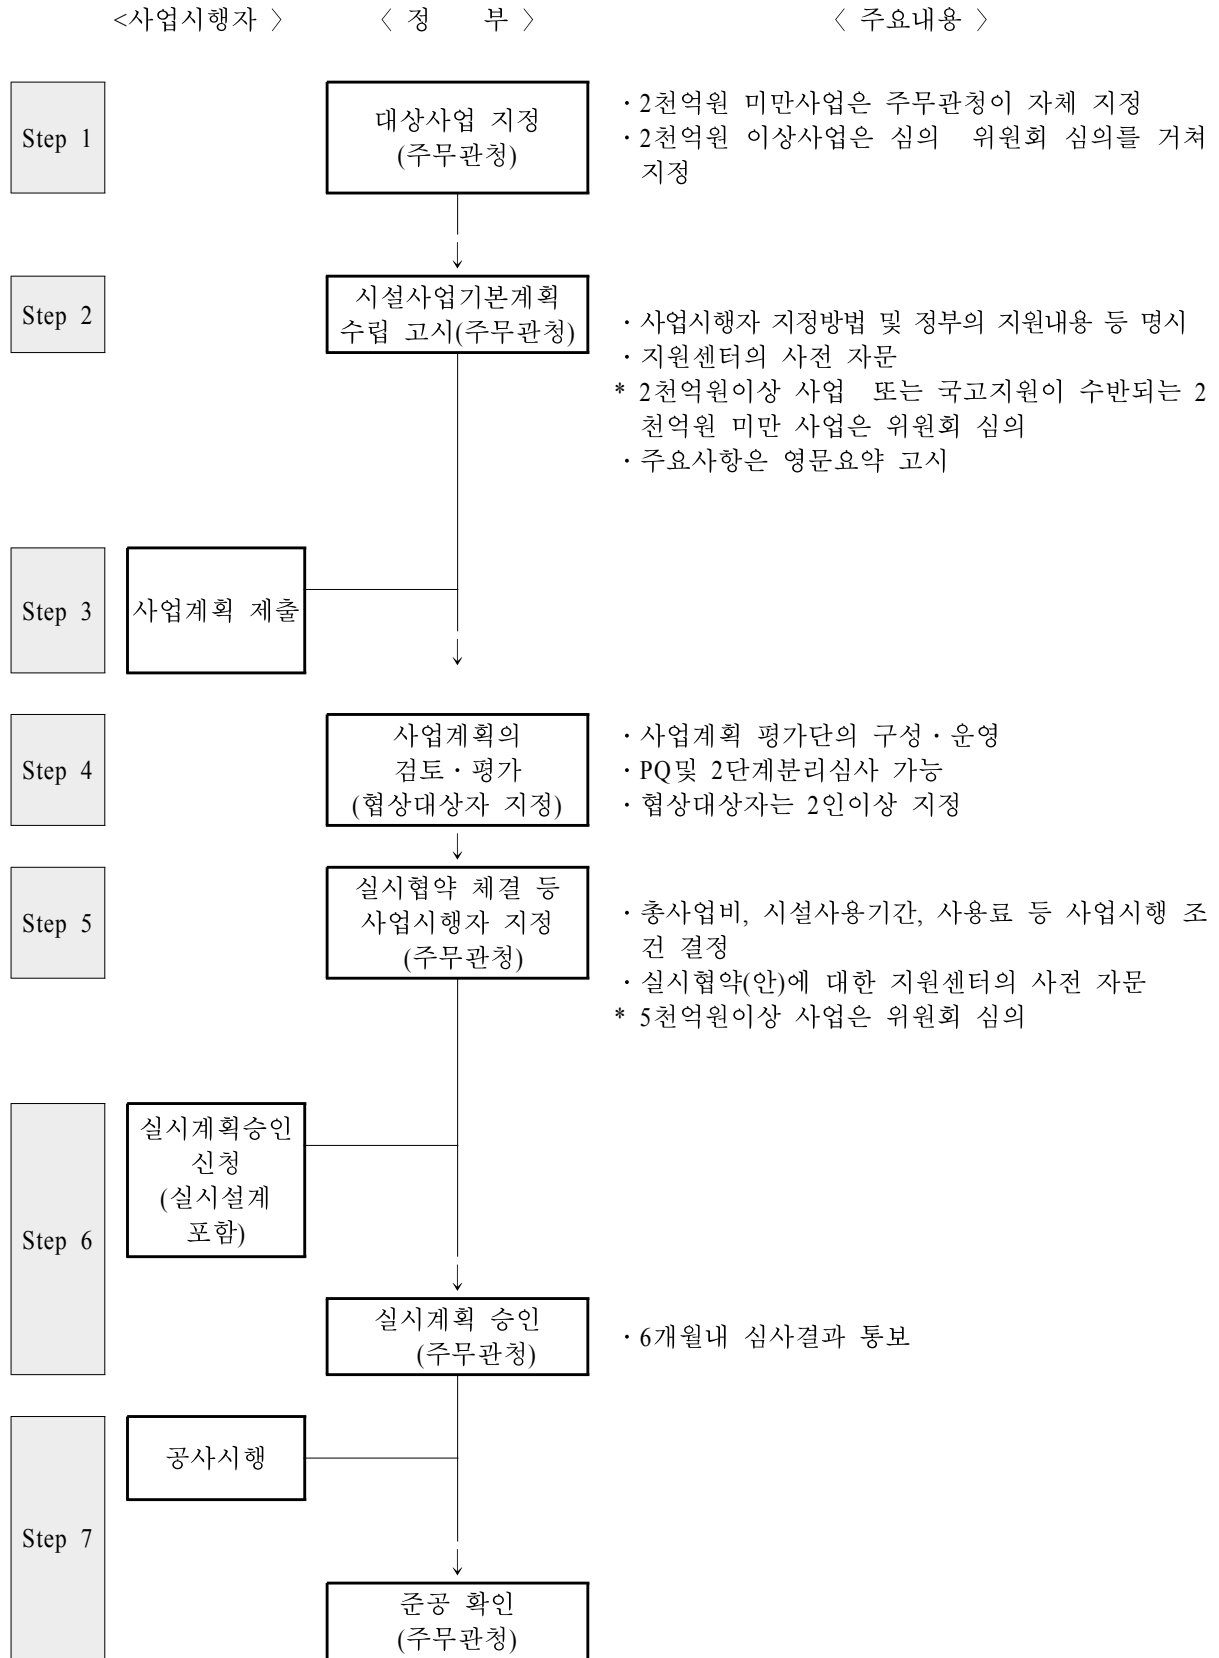 <사업시행자 〉 〈 정 부 〉 〈 주요내용 〉
Step 1
대상사업 지정
(주무관청)
· 2천억원 미만사업은 주무관청이 자체 지정
· 2천억원 이상사업은 심의 위원회 심의를 거쳐
지정
Step 2
시설사업기본계획
수립 고시(주무관청)
· 사업시행자 지정방법 및 정부의 지원내용 등 명시
· 지원센터의 사전 자문
* 2천억원이상 사업 또는 국고지원이 수반되는 2
천억원 미만 사업은 위원회 심의
· 주요사항은 영문요약 고시
Step 3
사업계획 제출
Step 4
사업계획의
검토 · 평가
(협상대상자 지정)
· 사업계획 평가단의 구성 · 운영
· PQ및 2단계분리심사 가능
· 협상대상자는 2인이상 지정
Step 5
실시협약 체결 등
사업시행자 지정
(주무관청)
· 총사업비, 시설사용기간, 사용료 등 사업시행 조
건 결정
· 실시협약(안)에 대한 지원센터의 사전 자문
* 5천억원이상 사업은 위원회 심의
Step 6
실시계획승인
신청
(실시설계
포함)
실시계획 승인
(주무관청)
· 6개월내 심사결과 통보
Step 7
공사시행
준공 확인
(주무관청)